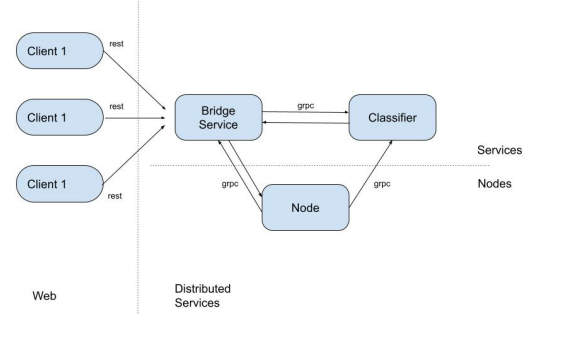 rest
Client 1
rest
Client 1
Bridge
Service
grpc
Classifier
Services
Client 1
rest
grpc
grpc
Nodes
Node
Web
Distributed
Services